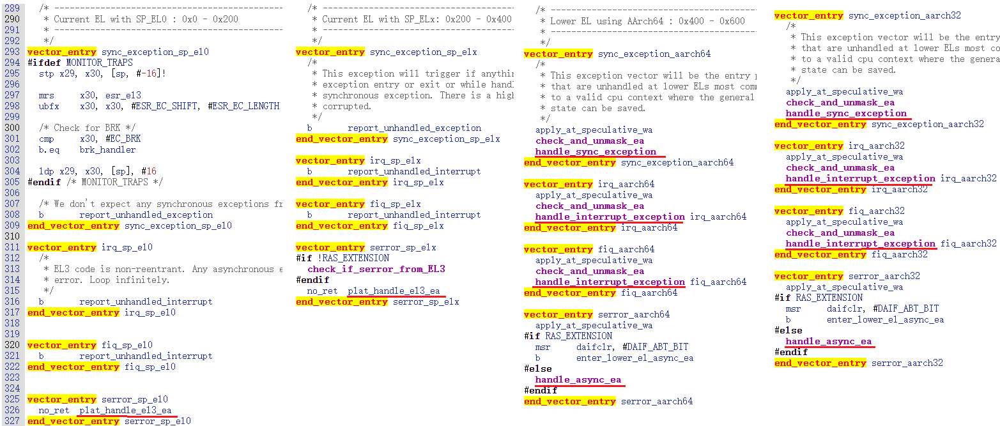 289 /* ----------------------------------------------
290 * Current EL with SP_EL0 : 0x0 - 0x200
291 * ----------------------------------------------
292 */
293 vector_entry sync_exception_sp_el0
294 #ifdef MONITOR_TRAPS
295 stp x29, x30, [sp, #-16]!
296
297 mrs x30, esr_el3
298 ubfx x30, x30, #ESR_EC_SHIFT, #ESR_EC_LENGTH
299
300 /* Check for BRK */
301 cmp x30, #EC_BRK
302 b.eq brk_handler
303
304 ldp x29, x30, [sp], #16
305 #endif /* MONITOR_TRAPS */
306
307 /* We don't expect any synchronous exceptions fr
308 b report_unhandled_exception
309 end_vector_entry sync_exception_sp_el0
310
311 vector_entry irq_sp_el0
312 /*
313 * EL3 code is non-reentrant. Any asynchronous e
314 * error. Loop infinitely.
315 */
316 b report_unhandled_interrupt
317 end_vector_entry irq_sp_el0
318
319
320 vector_entry fiq_sp_el0
321 b report_unhandled_interrupt
322 end_vector_entry fiq_sp_el0
323
324
325 vector_entry serror_sp_el0
326 no_ret plat_handle_el3_ea
327 end_vector_entry serror_sp_el0
/* ----------------------------------------------
* Current EL with SP_ELx: 0x200 - 0x400
* ----------------------------------------------
*/
vector_entry sync_exception_sp_elx
/*
* This exception will trigger if anythin
* exception entry or exit or while handl
* synchronous exception. There is a high
* corrupted.
*/
b report_unhandled_exception
end_vector_entry sync_exception_sp_elx
vector_entry irq_sp_elx
b report_unhandled_interrupt
end_vector_entry irq_sp_elx
vector_entry fiq_sp_elx
b report_unhandled_interrupt
end_vector_entry fiq_sp_elx
vector_entry serror_sp_elx
#if !RAS_EXTENSION
check_if_serror_from_EL3
#endif
no_ret plat_handle_el3_ea
end_vector_entry serror_sp_elx
/* ----------------------------------------------
* Lower EL using AArch64 : 0x400 - 0x600
* ----------------------------------------------
*/
vector_entry sync_exception_aarch64
/*
* This exception vector will be the entry p
* that are unhandled at lower ELs most com
* to a valid cpu context where the general
* state can be saved.
*/
apply_at_speculative_wa
check_and_unmask_ea
handle_sync_exception
end_vector_entry sync_exception_aarch64
vector_entry irq_aarch64
apply_at_speculative_wa
check_and_unmask_ea
handle_interrupt_exception irq_aarch64
end_vector_entry irq_aarch64
vector_entry fiq_aarch64
apply_at_speculative_wa
check_and_unmask_ea
handle_interrupt_exception fiq_aarch64
end_vector_entry fiq_aarch64
vector_entry serror_aarch64
apply_at_speculative_wa
#if RAS_EXTENSION
msr daifclr, #DAIF_ABT_BIT
b enter_lower_el_async_ea
#else
handle_async_ea
#endif
end_vector_entry serror_aarch64
vector_entry sync_exception_aarch32
/*
* This exception vector will be the entry
* that are unhandled at lower ELs most co
* to a valid cpu context where the genera
* state can be saved.
*/
apply_at_speculative_wa
check_and_unmask_ea
handle_sync_exception
end_vector_entry sync_exception_aarch32
vector_entry irq_aarch32
apply_at_speculative_wa
check_and_unmask_ea
handle_interrupt_exception irq_aarch32
end_vector_entry irq_aarch32
vector_entry fiq_aarch32
apply_at_speculative_wa
check_and_unmask_ea
handle_interrupt_exception fiq_aarch32
end_vector_entry fiq_aarch32
vector_entry serror_aarch32
apply_at_speculative_wa
#if RAS_EXTENSION
msr daifclr, #DAIF_ABT_BIT
b enter_lower_el_async_ea
#else
handle_async_ea
#endif
end_vector_entry serror_aarch32